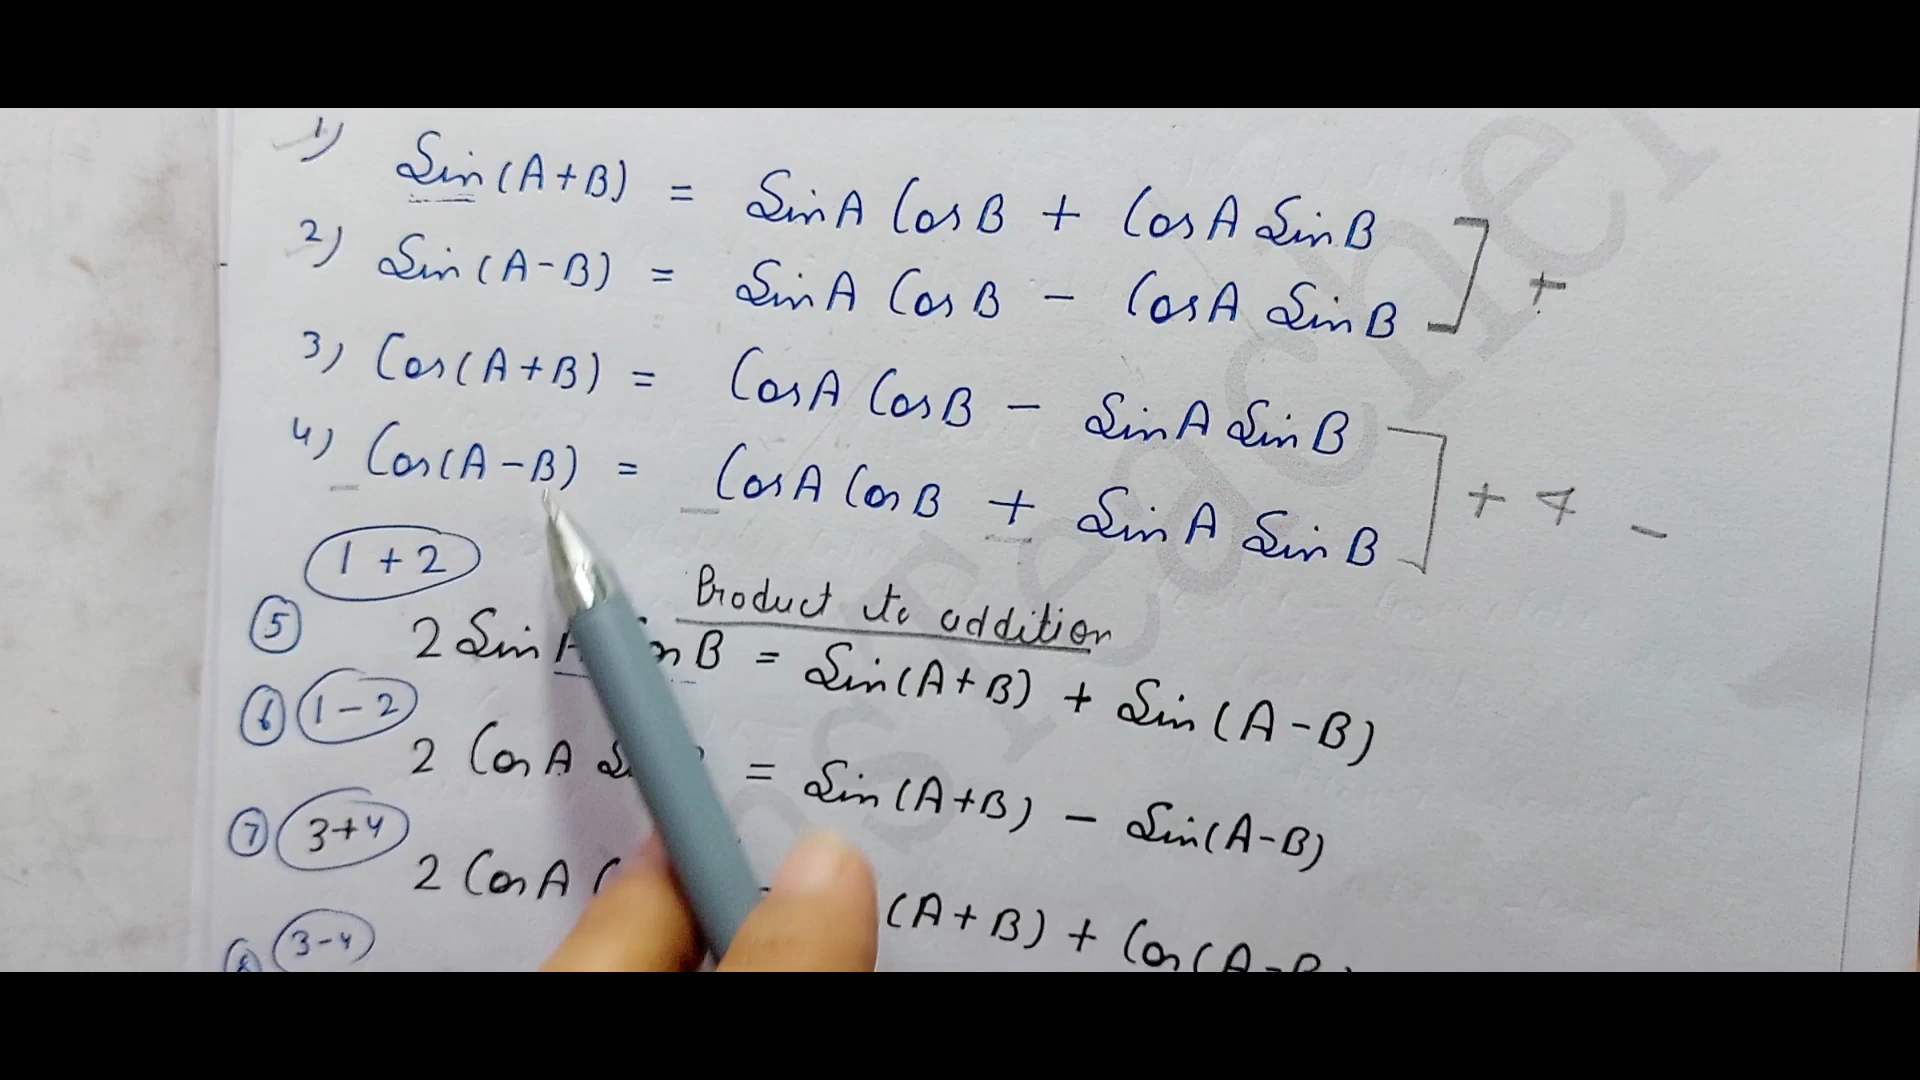 1) Sin(A+B) = SinA CosB + CosA SinB
2) Sin(A-B) = SinA CosB - CosA SinB ] +
3) Cos(A+B) = CosA CosB - SinA SinB
4) Cos(A-B) = CosA CosB + SinA SinB ] + 4 -
1 + 2
Product to addition
5 2 Sin B = Sin(A+B) + Sin(A-B)
6 1-2
2 CosA = Sin(A+B) - Sin(A-B)
7 3+4
2 CosA (A+B) + Cos(A-B)
8 3-4